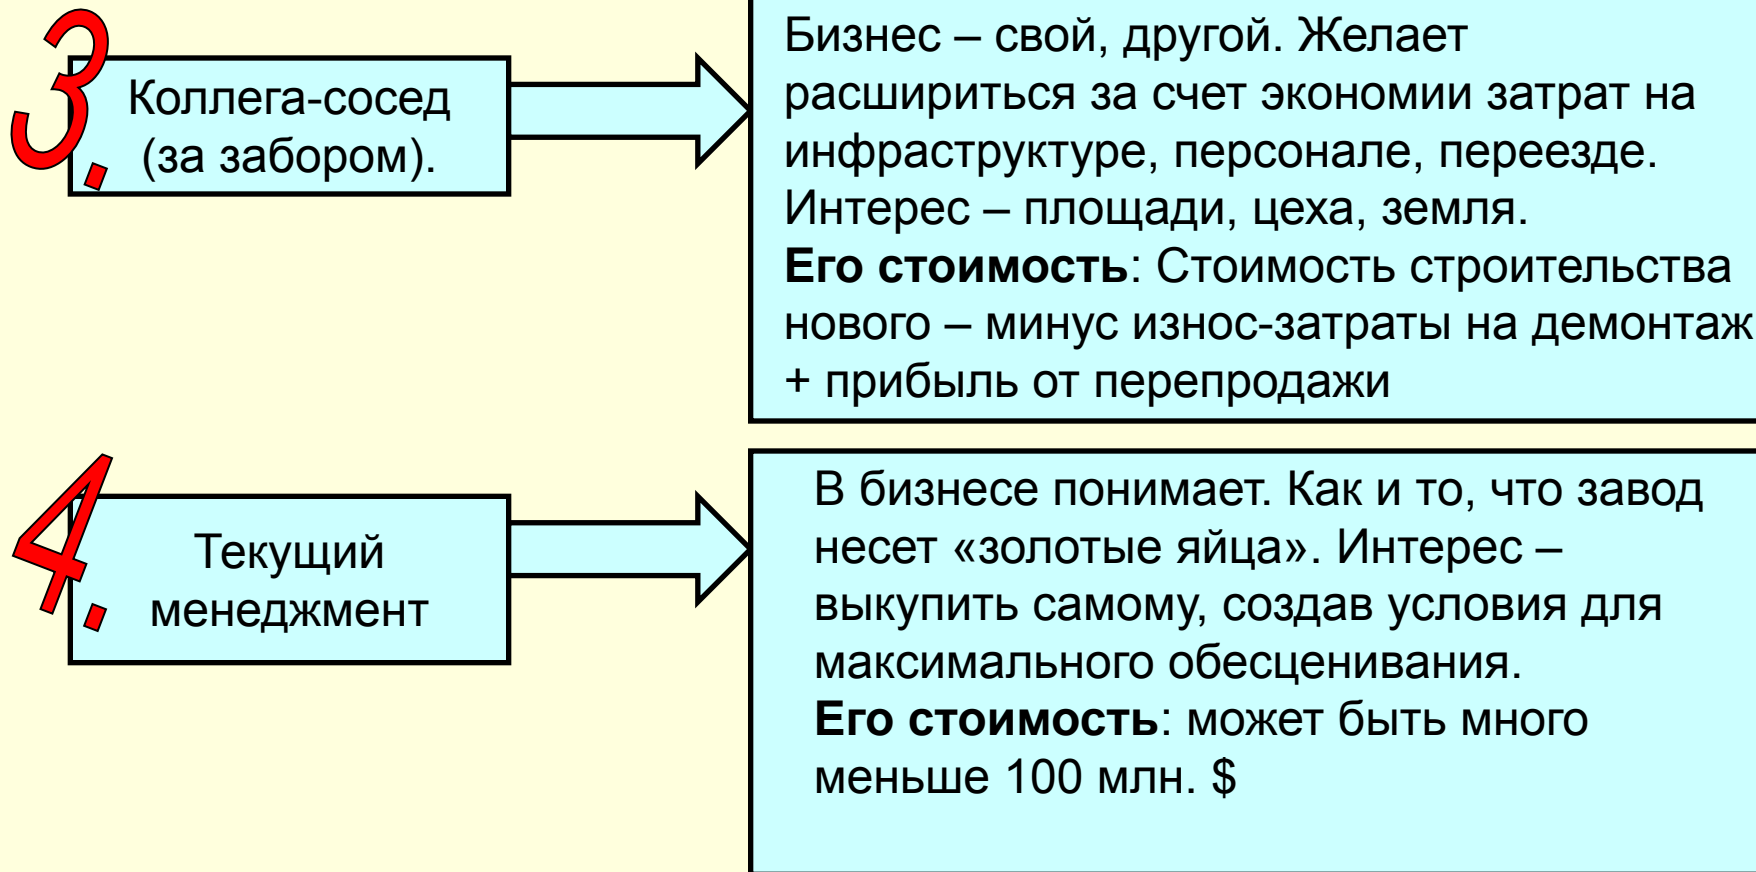 3.
Коллега-сосед
(за забором).
Бизнес – свой, другой. Желает
расшириться за счет экономии затрат на
инфраструктуре, персонале, переезде.
Интерес – площади, цеха, земля.
Его стоимость: Стоимость строительства
нового – минус износ-затраты на демонтаж
+ прибыль от перепродажи
4.
Текущий
менеджмент
В бизнесе понимает. Как и то, что завод
несет «золотые яйца». Интерес –
выкупить самому, создав условия для
максимального обесценивания.
Его стоимость: может быть много
меньше 100 млн. $